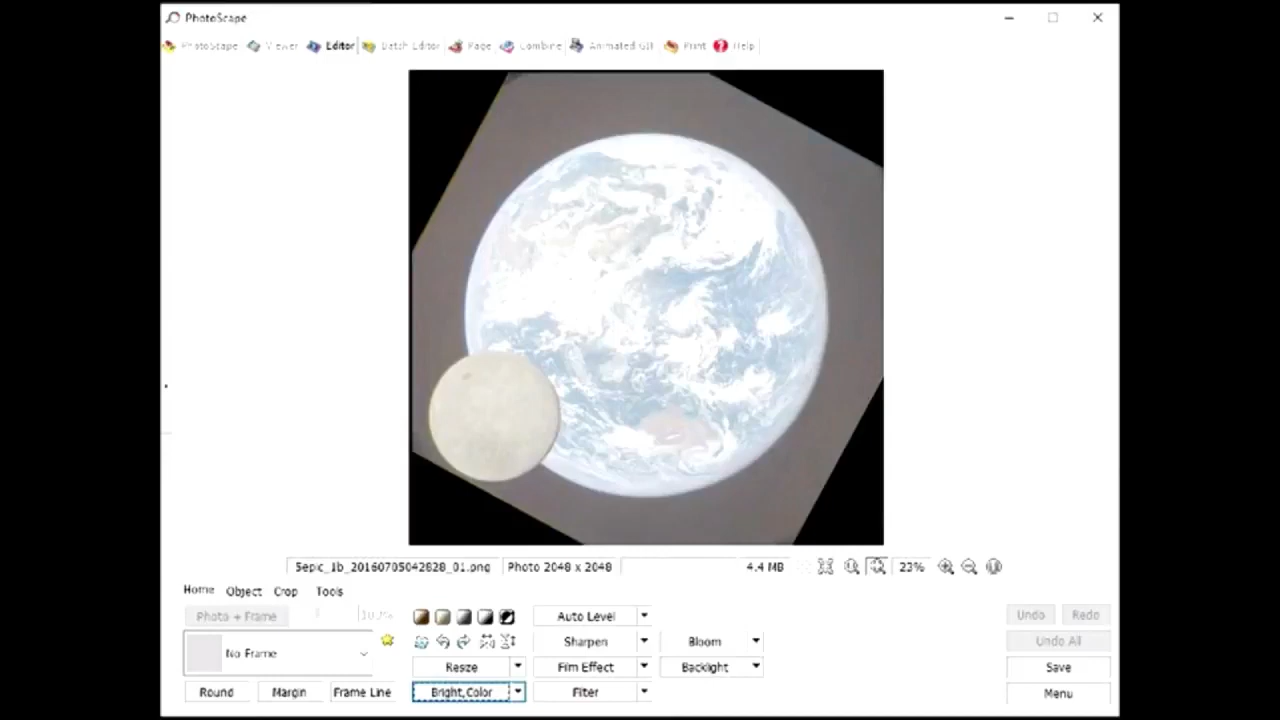 PhotoScape
PhotoScape Viewer Editor Batch Editor Page Combine Animated GIF Print Help
5epic_1b_20160705042828_01.png Photo 2048 x 2048 4.4 MB 23%
Home Object Crop Tools
Photo + Frame Auto Level Undo Redo
No Frame Sharpen Bloom Undo All
Resize Film Effect Backlight Save
Round Margin Frame Line Bright, Color Filter Menu